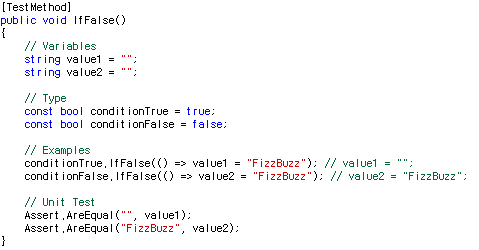 [TestMethod]
public void IfFalse()
{
    // Variables
    string value1 = "";
    string value2 = "";

    // Type
    const bool conditionTrue = true;
    const bool conditionFalse = false;

    // Examples
    conditionTrue.IfFalse(() => value1 = "FizzBuzz"); // value1 = "";
    conditionFalse.IfFalse(() => value2 = "FizzBuzz"); // value2 = "FizzBuzz";

    // Unit Test
    Assert.AreEqual("", value1);
    Assert.AreEqual("FizzBuzz", value2);
}